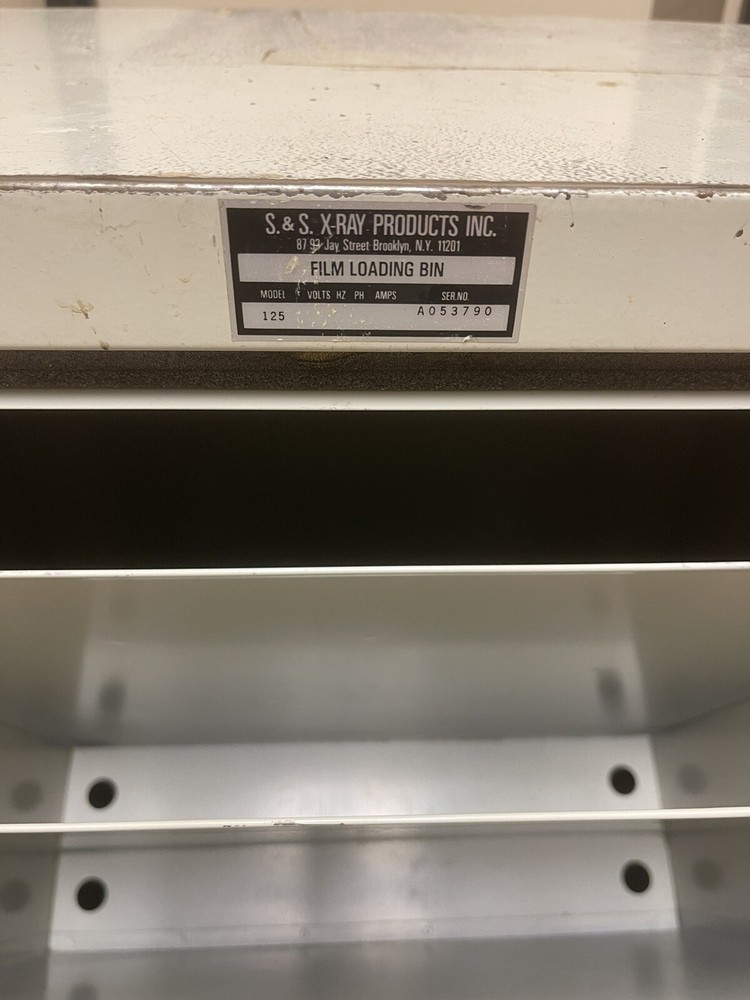 S. & S. X-RAY PRODUCTS INC.
87 93 Jay Street Brooklyn, N.Y. 11201
FILM LOADING BIN
MODEL VOLTS HZ PH AMPS SER.NO.
125 A053790